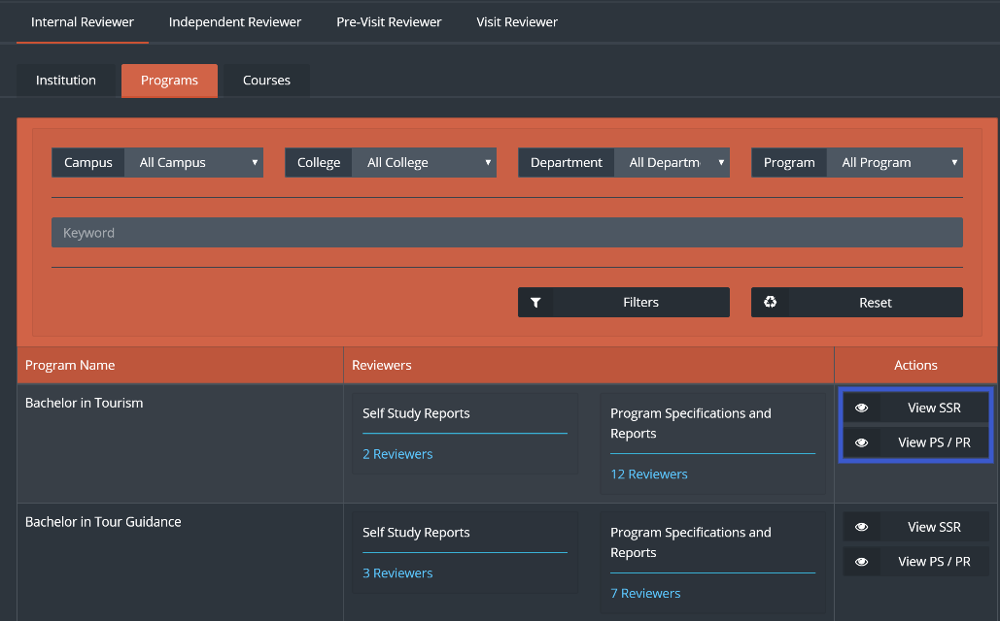 Internal Reviewer Independent Reviewer Pre-Visit Reviewer Visit Reviewer
Institution Programs Courses
Campus All Campus College All College Department All Departm Program All Program
Keyword
Filters Reset
Program Name Reviewers Actions
Bachelor in Tourism
Self Study Reports
2 Reviewers
Program Specifications and
Reports
12 Reviewers
View SSR
View PS / PR
Bachelor in Tour Guidance
Self Study Reports
3 Reviewers
Program Specifications and
Reports
7 Reviewers
View SSR
View PS / PR